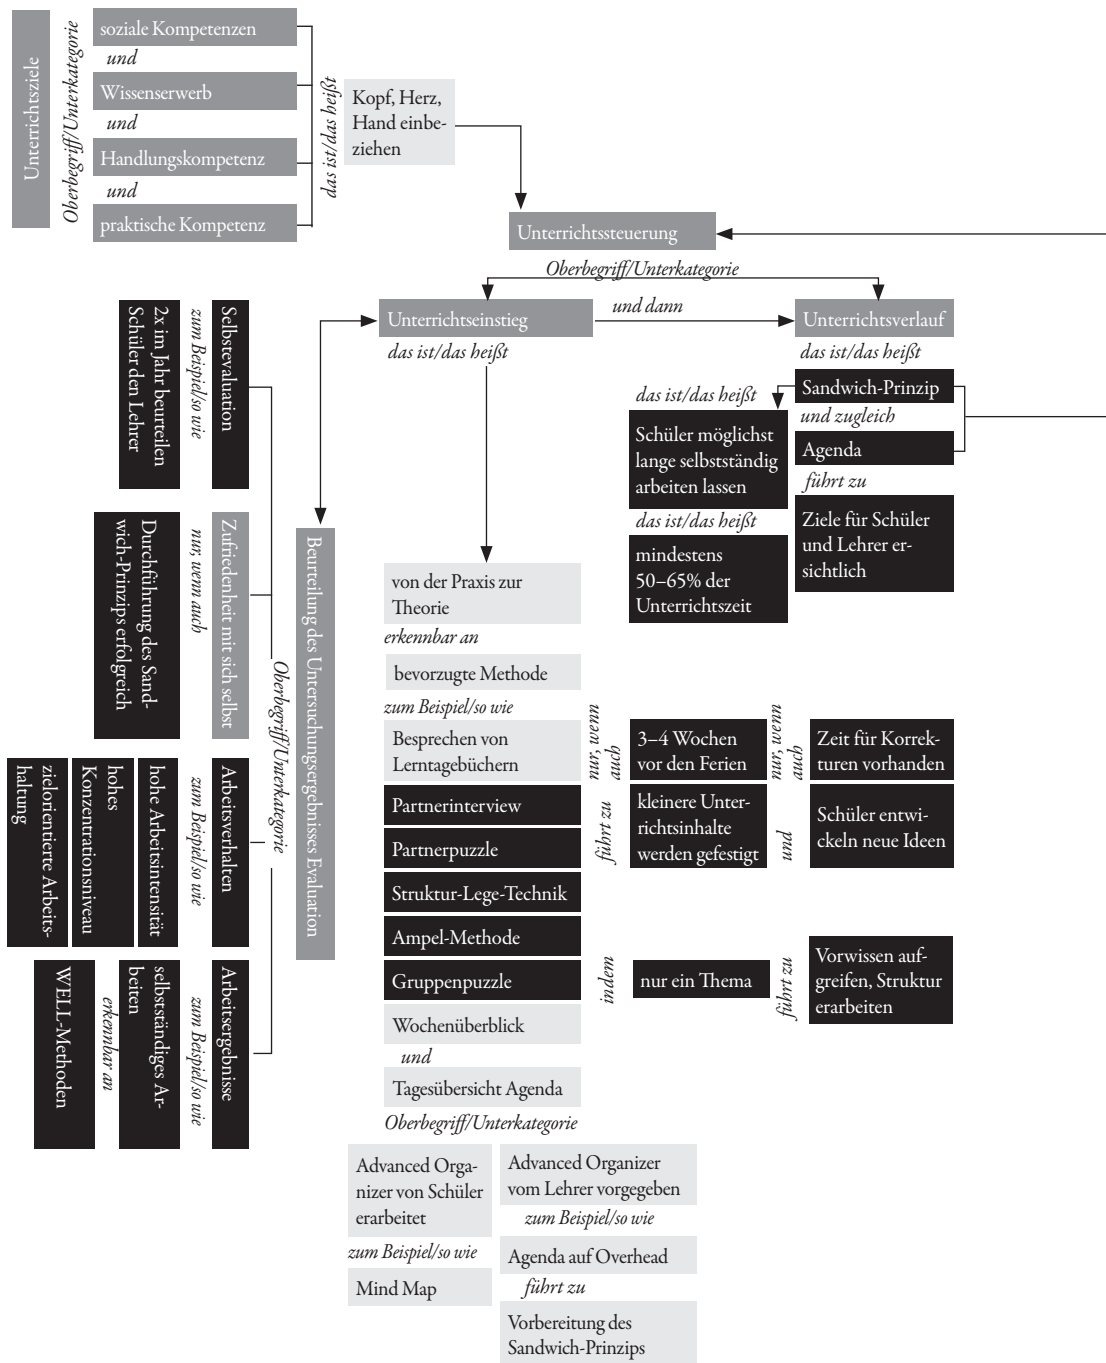 Unterrichtsziele
Oberbegriff/Unterkategorie
soziale Kompetenzen
und
Wissenserwerb
und
Handlungskompetenz
und
praktische Kompetenz
das ist/das heißt
Kopf, Herz,
Hand einbe-
ziehen
Unterrichtssteuerung
Oberbegriff/Unterkategorie
Unterrichtseinstieg
und dann
Unterrichtsverlauf
das ist/das heißt
das ist/das heißt
Sandwich-Prinzip
und zugleich
Agenda
führt zu
Ziele für Schüler
und Lehrer er-
sichtlich
das ist/das heißt
Schüler möglichst
lange selbstständig
arbeiten lassen
das ist/das heißt
mindestens
50–65% der
Unterrichtszeit
Beurteilung des Untersuchungsergebnisses Evaluation
Oberbegriff/Unterkategorie
Selbstevaluation
zum Beispiel/so wie
2x im Jahr beurteilen
Schüler den Lehrer
Zufriedenheit mit sich selbst
nur, wenn auch
Durchführung des Sand-
wich-Prinzips erfolgreich
Arbeitsverhalten
zum Beispiel/so wie
hohe Arbeitsintensität
hohes
Konzentrationsniveau
zielorientierte Arbeits-
haltung
Arbeitsergebnisse
zum Beispiel/so wie
selbstständiges Ar-
beiten
erkennbar an
WELL-Methoden
von der Praxis zur
Theorie
erkennbar an
bevorzugte Methode
zum Beispiel/so wie
Besprechen von
Lerntagebüchern
nur, wenn
auch
3–4 Wochen
vor den Ferien
nur, wenn
auch
Zeit für Korrek-
turen vorhanden
Partnerinterview
Partnerpuzzle
führt zu
kleinere Unter-
richtsinhalte
werden gefestigt
und
Schüler entwi-
ckeln neue Ideen
Struktur-Lege-Technik
Ampel-Methode
Gruppenpuzzle
indem
nur ein Thema
führt zu
Vorwissen auf-
greifen, Struktur
erarbeiten
Wochenüberblick
und
Tagesübersicht Agenda
Oberbegriff/Unterkategorie
Advanced Orga-
nizer von Schüler
erarbeitet
zum Beispiel/so wie
Mind Map
Advanced Organizer
vom Lehrer vorgegeben
zum Beispiel/so wie
Agenda auf Overhead
führt zu
Vorbereitung des
Sandwich-Prinzips